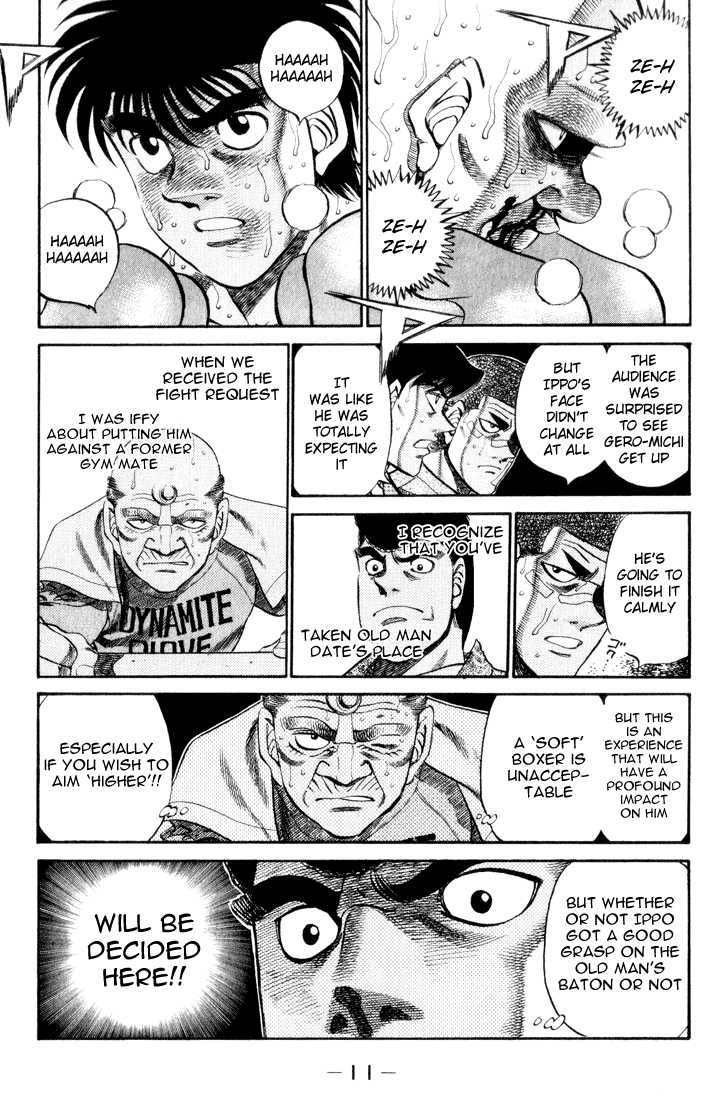 ZE-H
ZE-H
ZE-H
ZE-H
HAAAAH
HAAAAAH
HAAAAH
HAAAAAH
THE
AUDIENCE
WAS
SURPRISED
TO SEE
GERO-MICHI
GET UP
BUT
IPPO'S
FACE
DIDN'T
CHANGE
AT ALL
IT
WAS LIKE
HE WAS
TOTALLY
EXPECTING
IT
WHEN WE
RECEIVED THE
FIGHT REQUEST
I WAS IFFY
ABOUT PUTTING HIM
AGAINST A FORMER
GYM MATE
DYNAMITE
GLOVE
HE'S
GOING TO
FINISH IT
CALMLY
I RECOGNIZE
THAT YOU'VE
TAKEN OLD MAN
DATE'S PLACE
BUT THIS
IS AN
EXPERIENCE
THAT WILL
HAVE A
PROFOUND
IMPACT
ON HIM
A 'SOFT'
BOXER IS
UNACCEP-
TABLE
ESPECIALLY
IF YOU WISH TO
AIM 'HIGHER'!!
BUT WHETHER
OR NOT IPPO
GOT A GOOD
GRASP ON THE
OLD MAN'S
BATON OR NOT
WILL BE
DECIDED
HERE!!
-11-